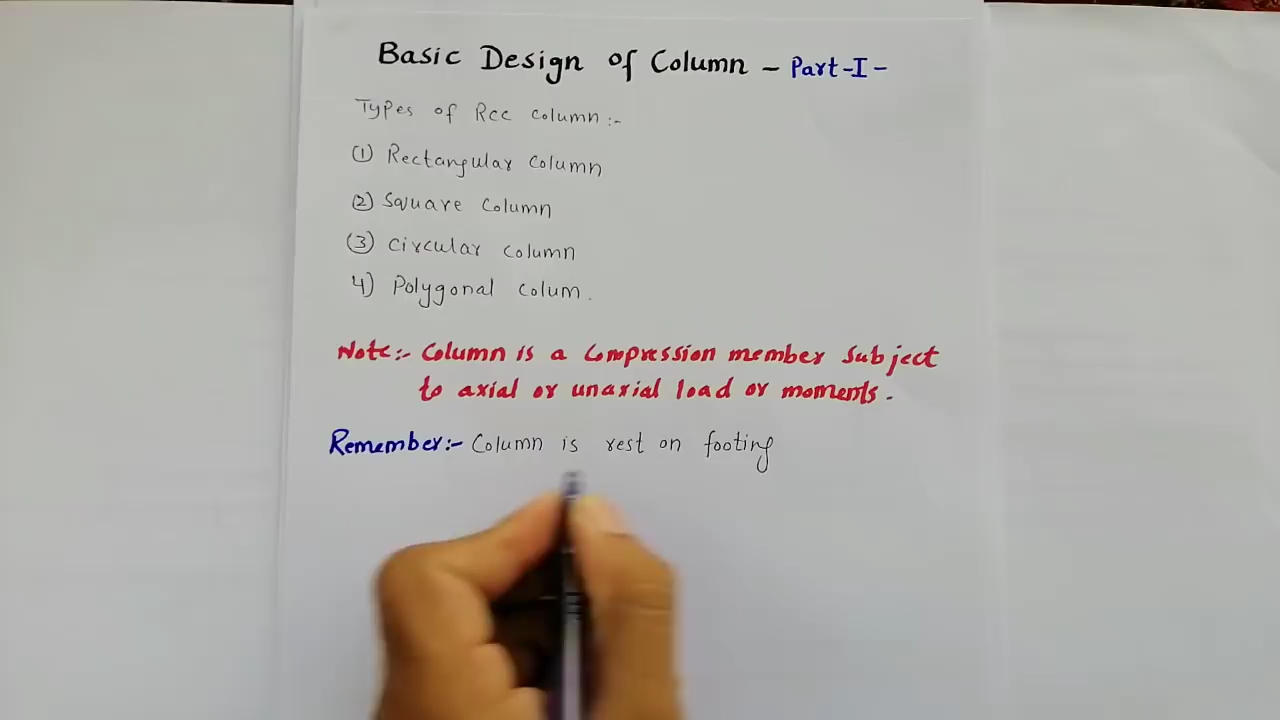 Basic Design of Column - Part-I-
Types of Rcc column:-
(1) Rectangular Column
(2) Square Column
(3) Circular column
4) Polygonal colum.
Note:- Column is a Compression member Subject
to axial or unaxial load or moments.
Remember:- Column is rest on footing